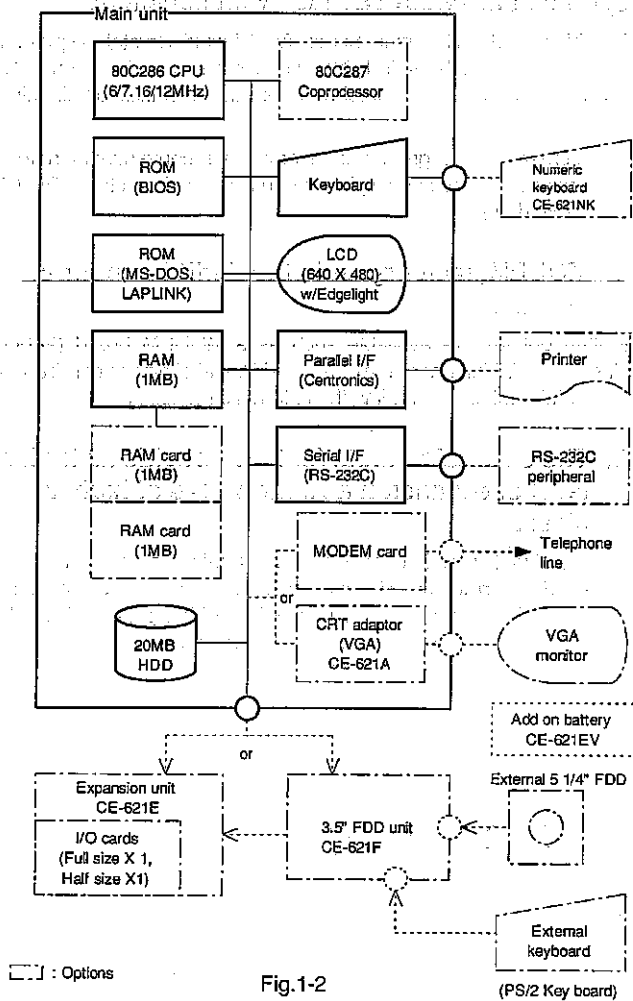 Main unit
80C286 CPU
(6/7.16/12MHz)
80C287
Coprocessor
ROM
(BIOS)
Keyboard
Numeric
keyboard
CE-621NK
ROM
(MS-DOS,
LAPLINK)
LCD
(640 X 480)
w/Edgelight
RAM
(1MB)
Parallel I/F
(Centronics)
Printer
RAM card
(1MB)
Serial I/F
(RS-232C)
RS-232C
peripheral
RAM card
(1MB)
MODEM card
Telephone
line
or
20MB
HDD
CRT adaptor
(VGA)
CE-621A
VGA
monitor
Add on battery
CE-621EV
or
Expansion unit
CE-621E
I/O cards
(Full size X 1,
Half size X1)
3.5" FDD unit
CE-621F
External 5 1/4" FDD
External
keyboard
(PS/2 Key board)
: Options
Fig.1-2